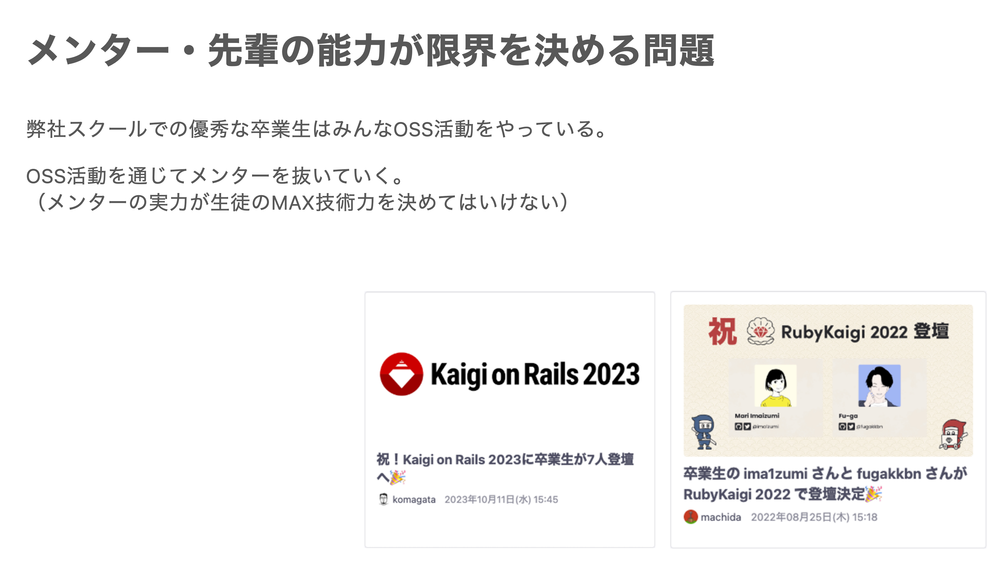 メンター・先輩の能力が限界を決める問題
弊社スクールでの優秀な卒業生はみんなOSS活動をやっている。
OSS活動を通じてメンターを抜いていく。
（メンターの実力が生徒のMAX技術力を決めてはいけない）
Kaigi on Rails 2023
祝！Kaigi on Rails 2023に卒業生が7人登壇
へ🎉
komagata 2023年10月11日(水) 15:45
祝 RubyKaigi 2022 登壇
Mari Imaizumi
@ima1zumi
Fu-ga
@fugakkbn
卒業生の ima1zumi さんと fugakkbn さんが
RubyKaigi 2022 で登壇決定🎉
machida 2022年08月25日(木) 15:18